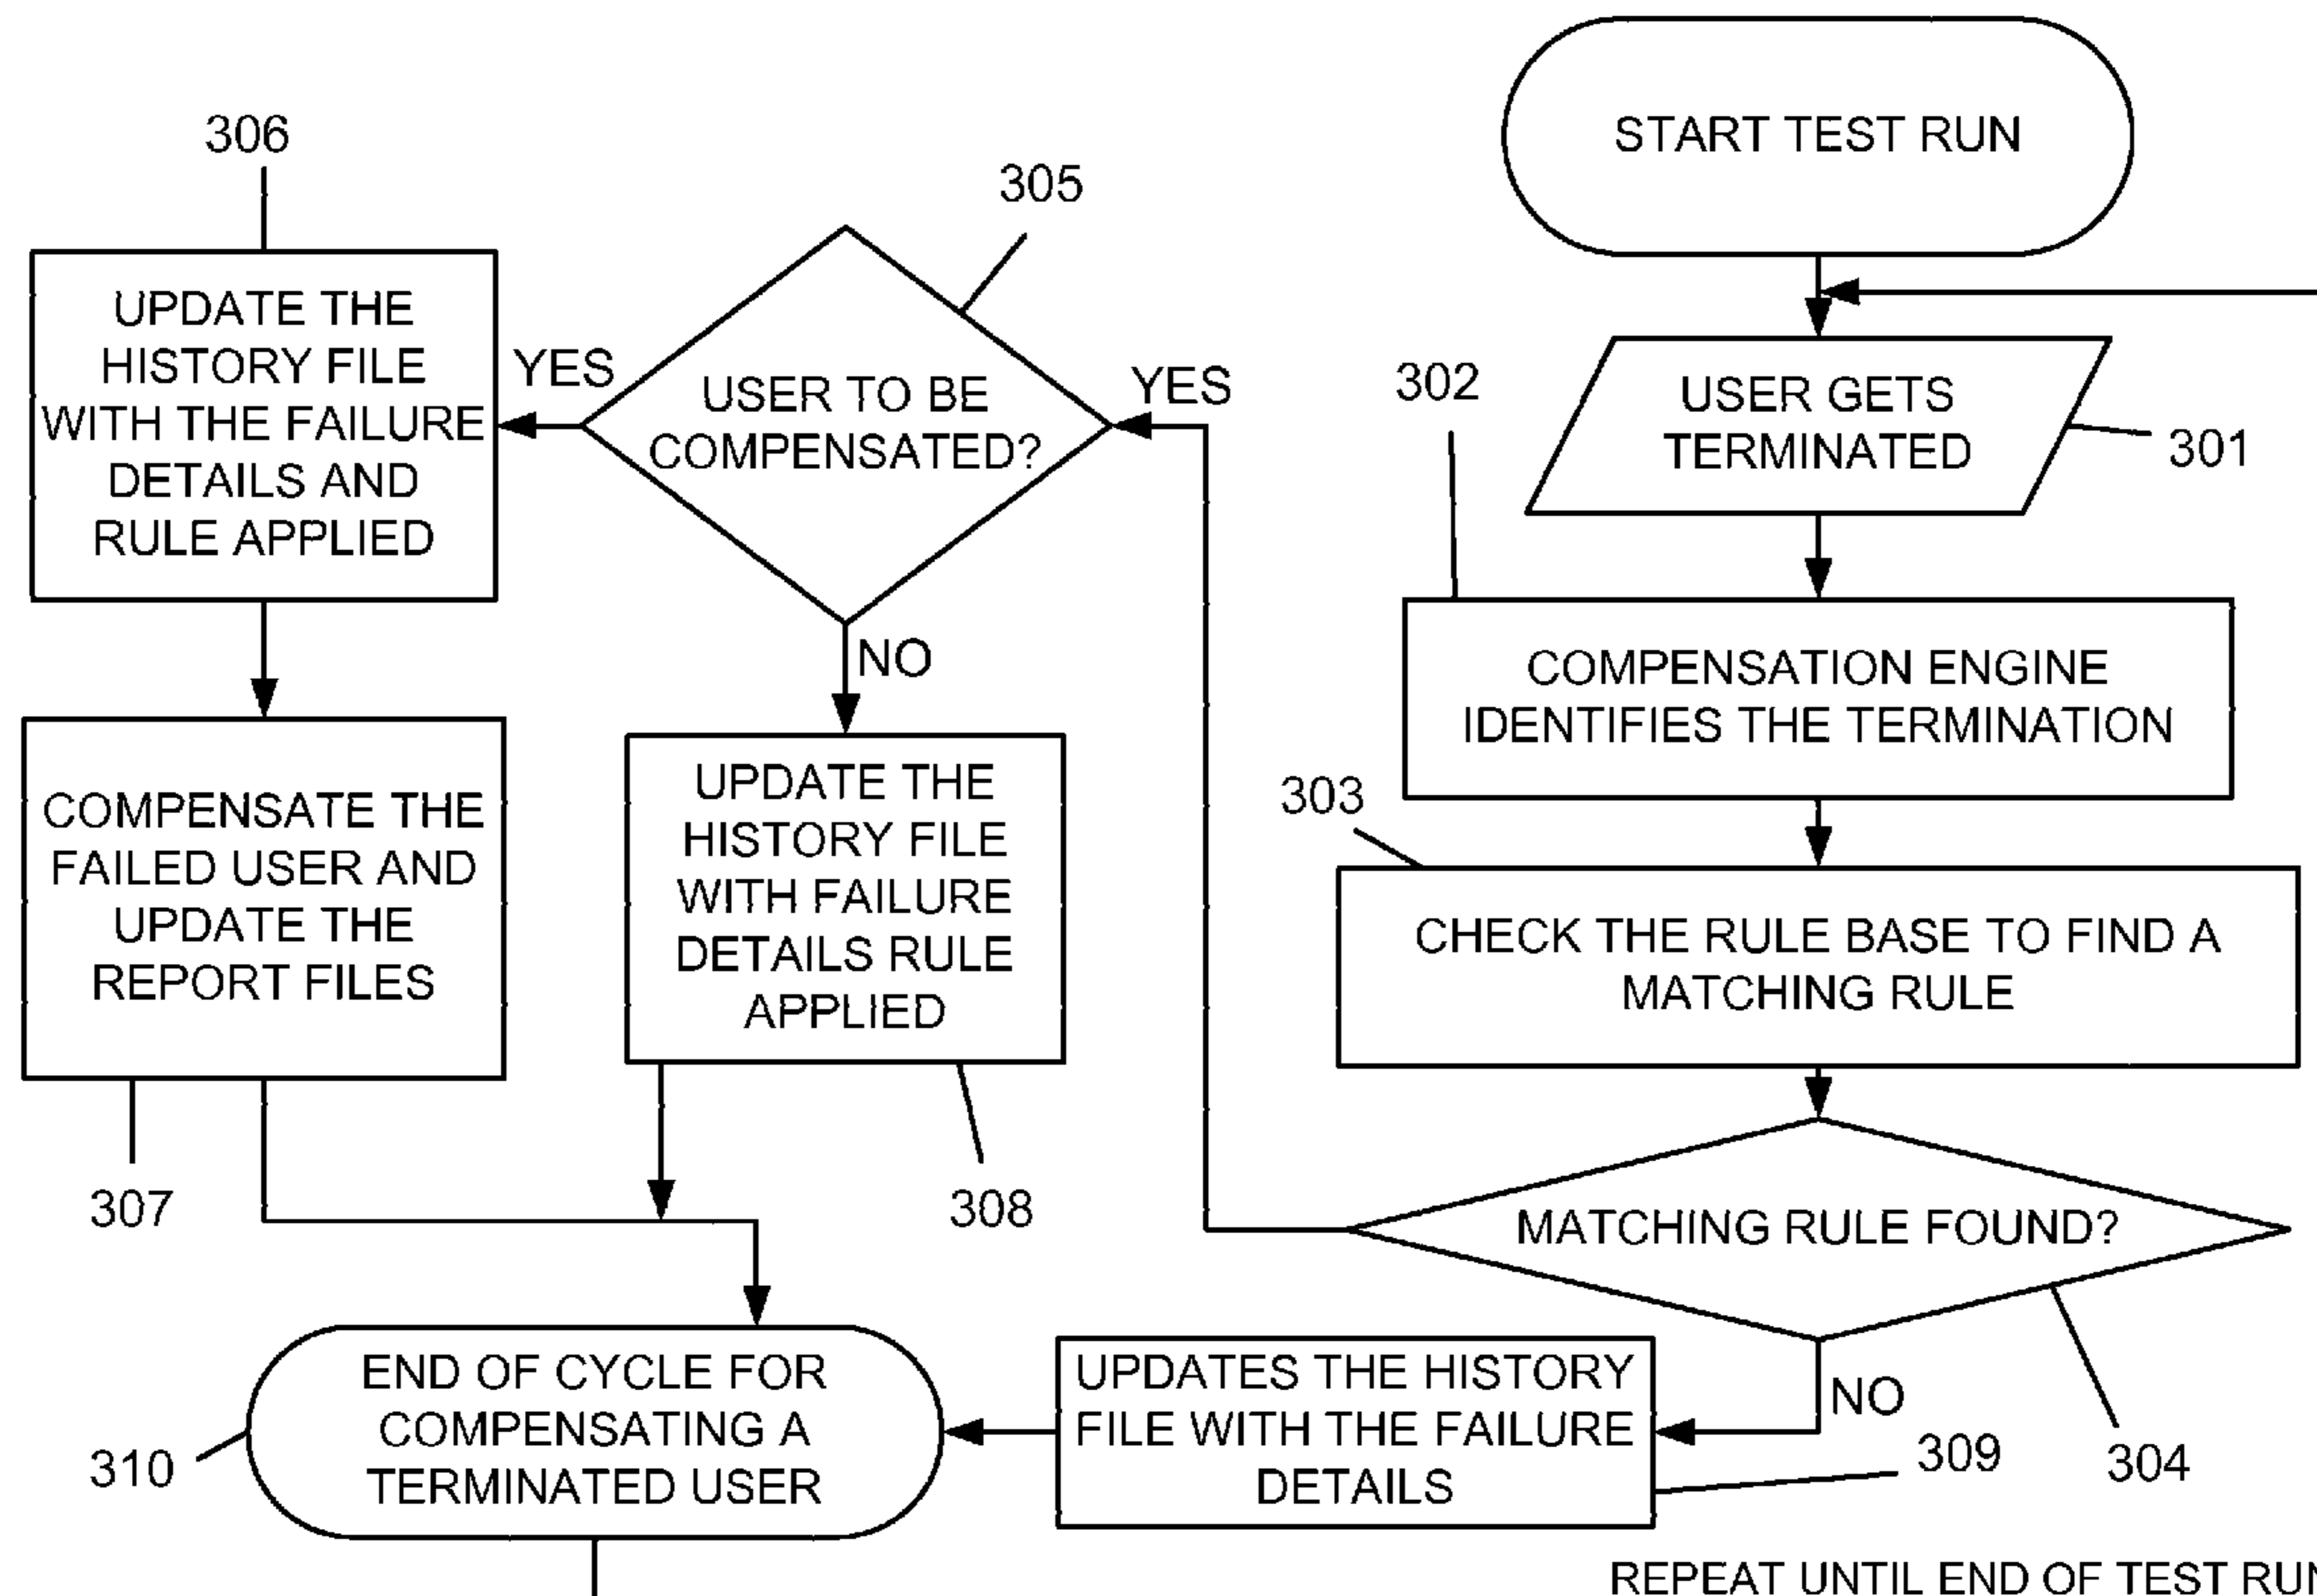 START TEST RUN
USER GETS
TERMINATED
301
302
COMPENSATION ENGINE
IDENTIFIES THE TERMINATION
303
CHECK THE RULE BASE TO FIND A
MATCHING RULE
MATCHING RULE FOUND?
304
YES
NO
305
USER TO BE
COMPENSATED?
YES
NO
306
UPDATE THE
HISTORY FILE
WITH THE FAILURE
DETAILS AND
RULE APPLIED
COMPENSATE THE
FAILED USER AND
UPDATE THE
REPORT FILES
307
UPDATE THE
HISTORY FILE
WITH FAILURE
DETAILS RULE
APPLIED
308
UPDATES THE HISTORY
FILE WITH THE FAILURE
DETAILS
309
END OF CYCLE FOR
COMPENSATING A
TERMINATED USER
310
REPEAT UNTIL END OF TEST RUN